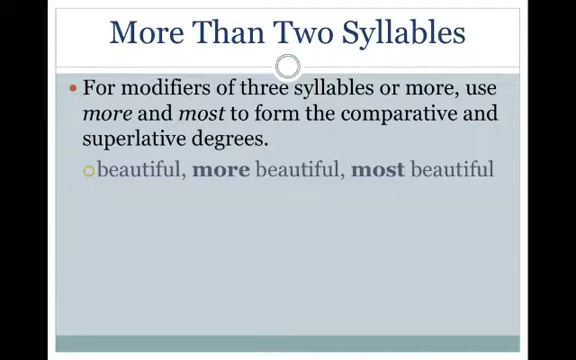 More Than Two Syllables
For modifiers of three syllables or more, use
more and most to form the comparative and
superlative degrees.
beautiful, more beautiful, most beautiful